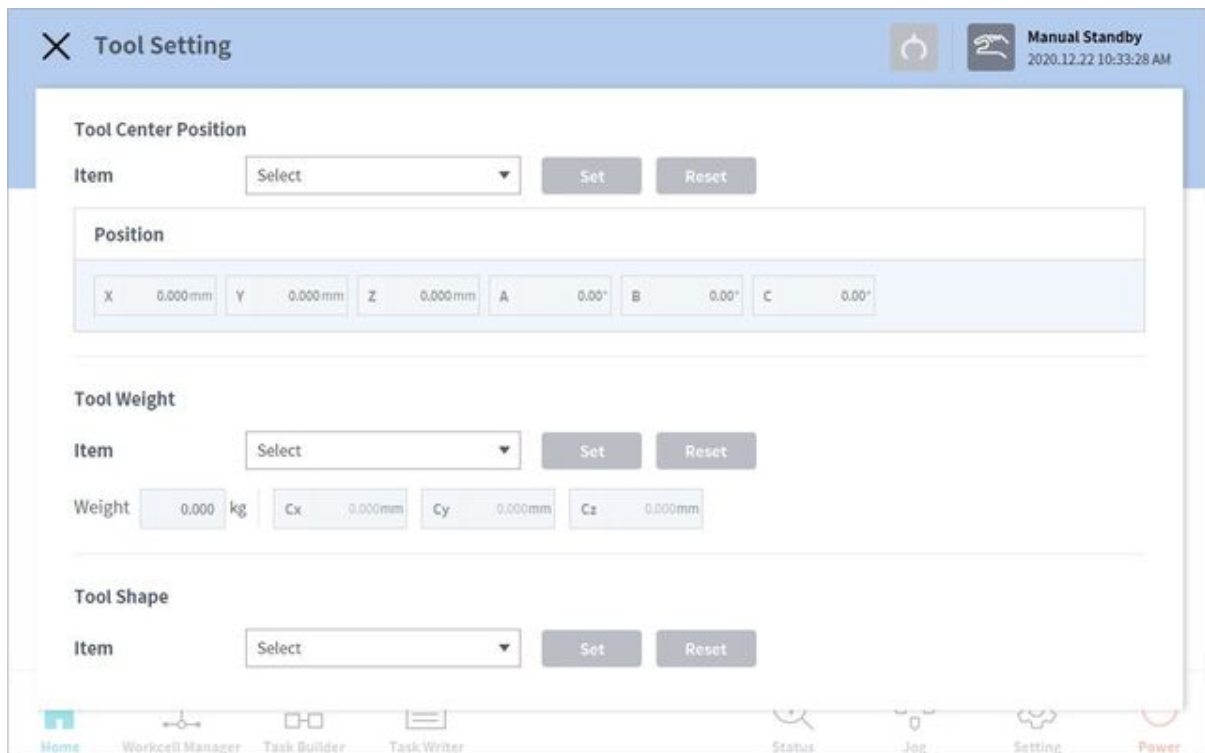 Tool Setting
Manual Standby
2020.12.22 10:33:28 AM
Tool Center Position
Item Select Set Reset
Position
X 0.000mm Y 0.000mm Z 0.000mm A 0.00° B 0.00° C 0.00°
Tool Weight
Item Select Set Reset
Weight 0.000 kg Cx 0.000mm Cy 0.000mm Cz 0.000mm
Tool Shape
Item Select Set Reset
Home Workcell Manager Task Builder Task Writer Status Jog Setting Power